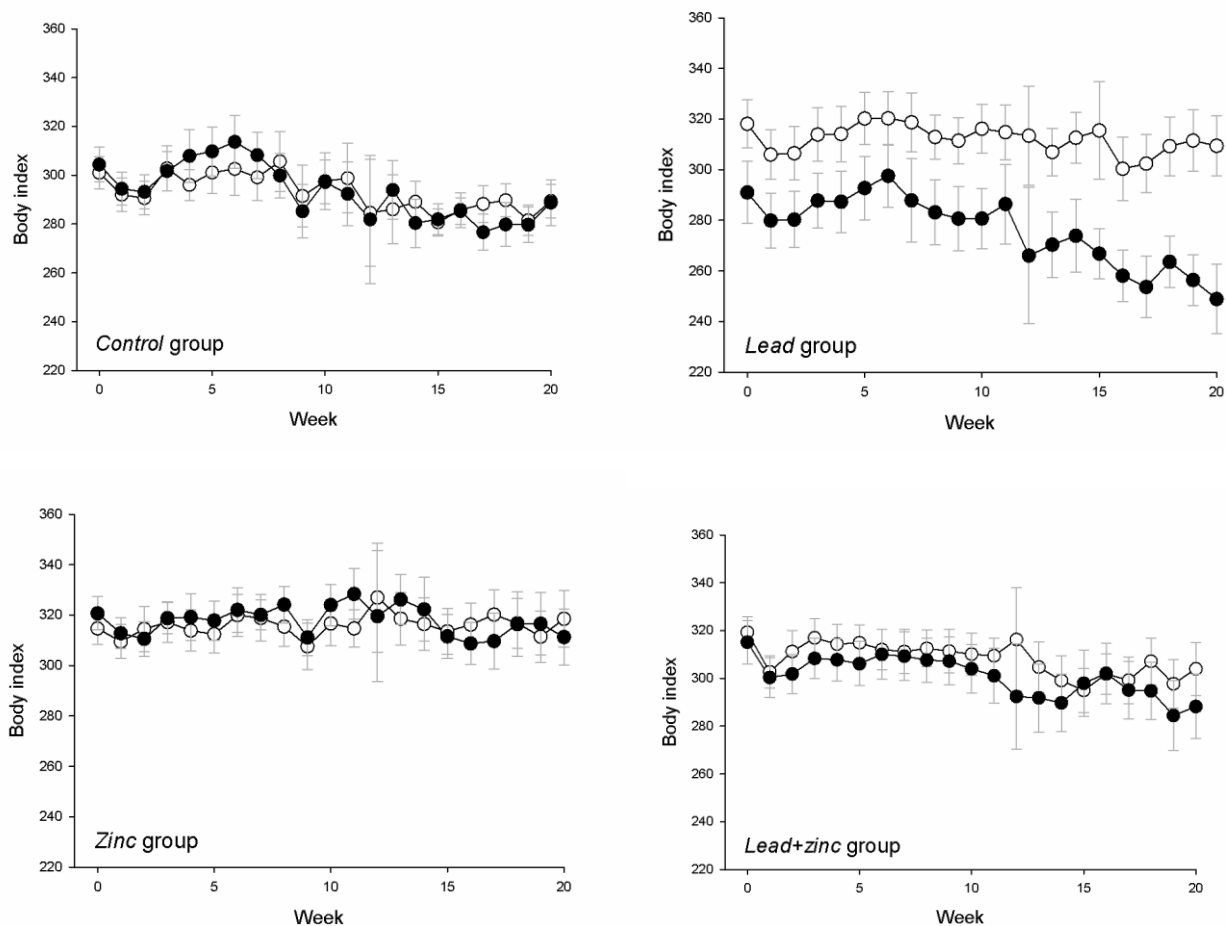 360
340
320
300
280
260
240
220
Body index
Control group
0 5 10 15 20
Week
360
340
320
300
280
260
240
220
Body index
Lead group
0 5 10 15 20
Week
360
340
320
300
280
260
240
220
Body index
Zinc group
0 5 10 15 20
Week
360
340
320
300
280
260
240
220
Body index
Lead+zinc group
0 5 10 15 20
Week